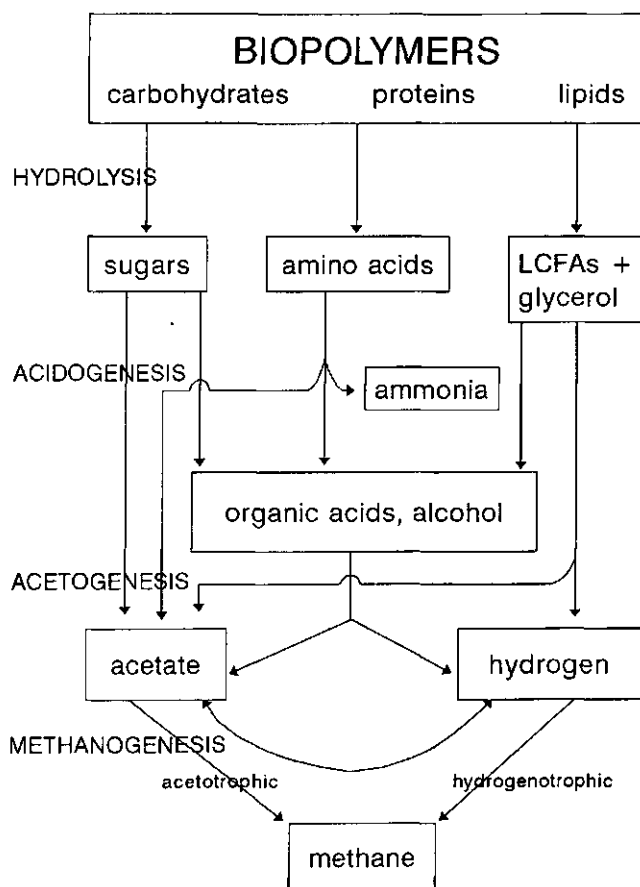 BIOPOLYMERS
carbohydrates proteins lipids
HYDROLYSIS
sugars amino acids LCFAs +
glycerol
ACIDOGENESIS
ammonia
organic acids, alcohol
ACETOGENESIS
acetate hydrogen
METHANOGENESIS
acetotrophic hydrogenotrophic
methane